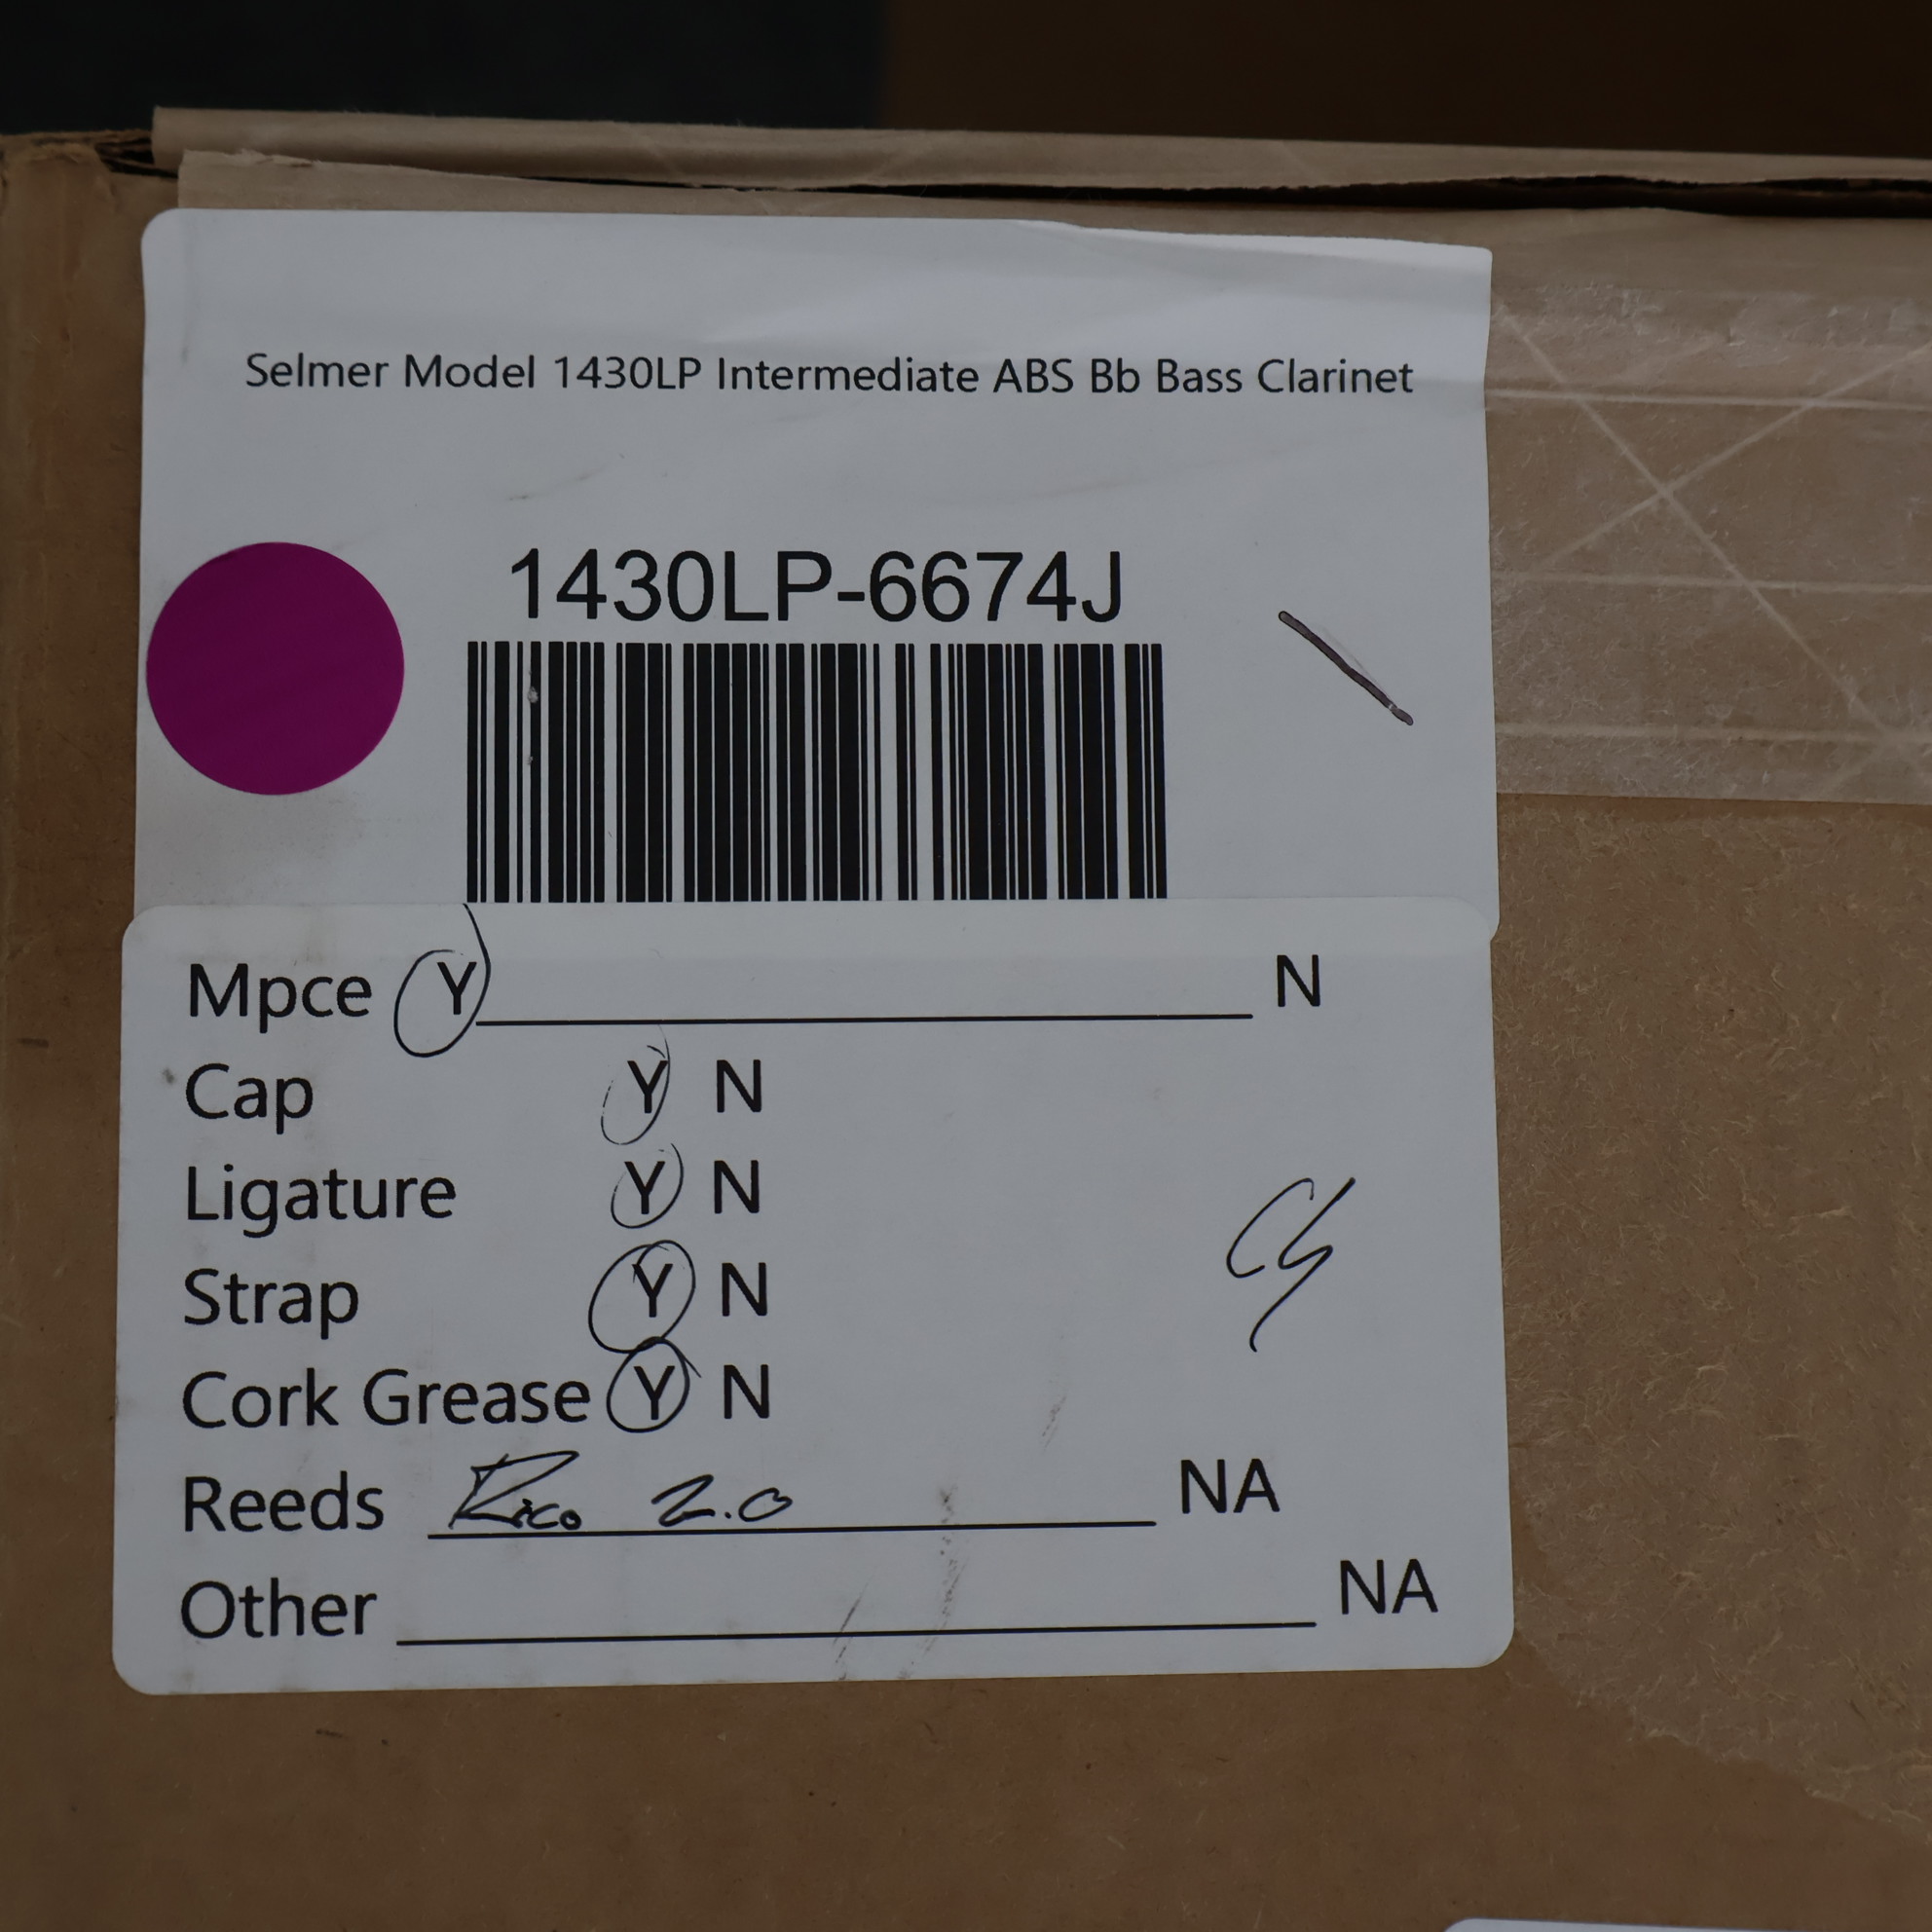 Selmer Model 1430LP Intermediate ABS Bb Bass Clarinet
1430LP-6674J
Mpce Y N
Cap Y N
Ligature Y N
Strap Y N
Cork Grease Y N
Reeds Rico 2.0 NA
Other NA